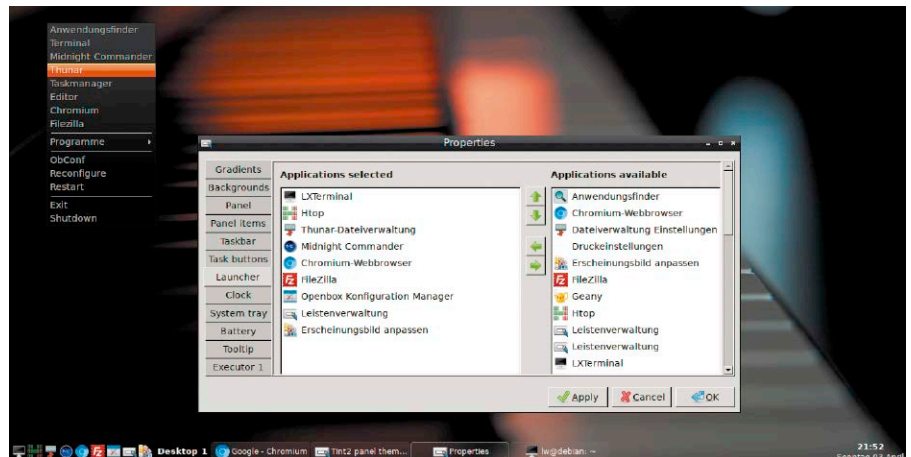 Anwendungsfinder
Terminal
Midnight Commander
Thunar
Taskmanager
Editor
Chromium
Filezilla
Programme
ObConf
Reconfigure
Restart
Exit
Shutdown
Properties
Gradients
Backgrounds
Panel
Panel items
Taskbar
Task buttons
Launcher
Clock
System tray
Battery
Tooltip
Executor 1
Applications selected
LXTerminal
Htop
Thunar-Dateiverwaltung
Midnight Commander
Chromium-Webbrowser
FileZilla
Openbox Konfiguration Manager
Leistenverwaltung
Erscheinungsbild anpassen
Applications available
Anwendungsfinder
Chromium-Webbrowser
Dateiverwaltung Einstellungen
Druckeinstellungen
Erscheinungsbild anpassen
FileZilla
Geany
Htop
Leistenverwaltung
Leistenverwaltung
LXTerminal
Apply
Cancel
OK
Desktop 1
Google - Chromium
Tint2 panel them...
Properties
lw@debian: ~
21:52
Sonntag 03